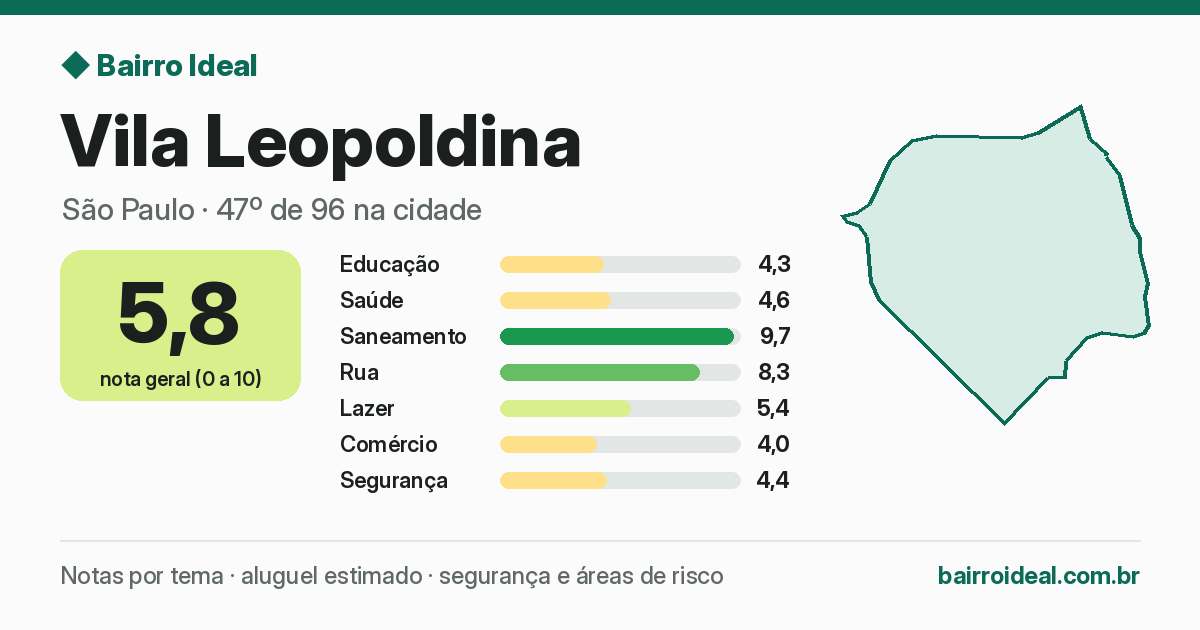 Bairro Ideal
Vila Leopoldina
São Paulo · 47º de 96 na cidade
5,8
nota geral (0 a 10)
Educação 4,3
Saúde 4,6
Saneamento 9,7
Rua 8,3
Lazer 5,4
Comércio 4,0
Segurança 4,4
Notas por tema · aluguel estimado · segurança e áreas de risco
bairroideal.com.br